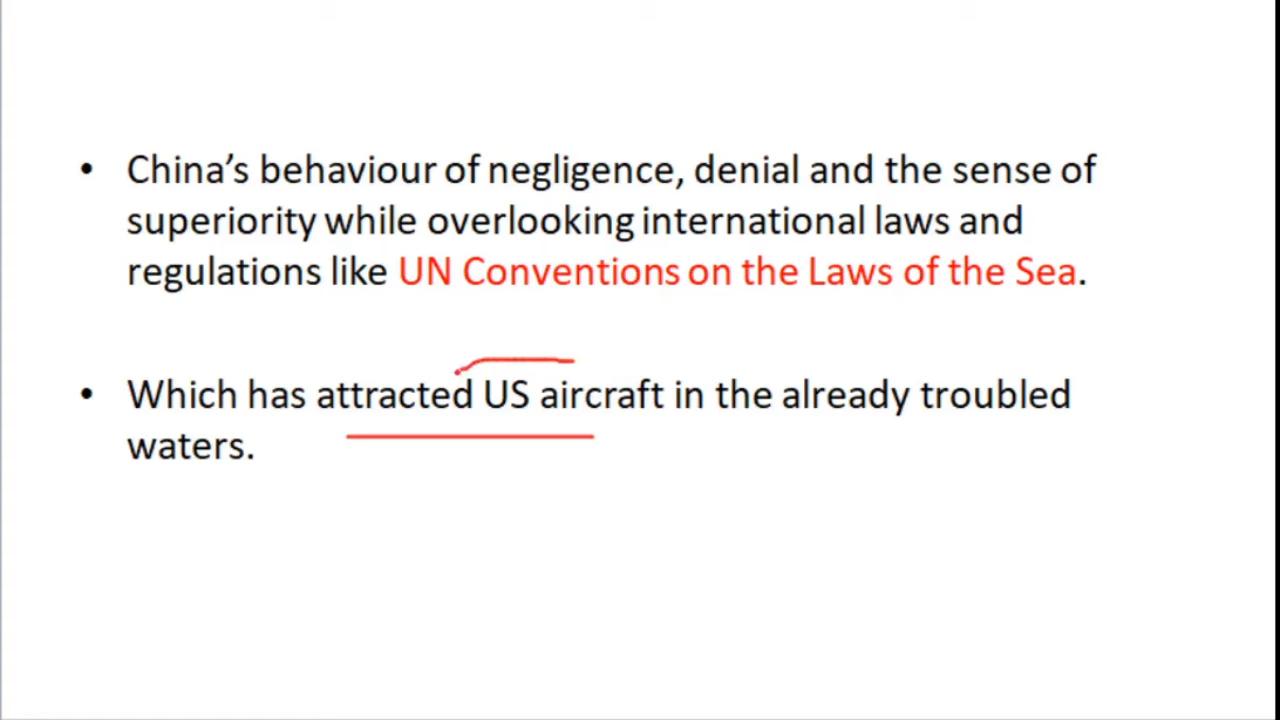 • China's behaviour of negligence, denial and the sense of
superiority while overlooking international laws and
regulations like UN Conventions on the Laws of the Sea.
• Which has attracted US aircraft in the already troubled
waters.